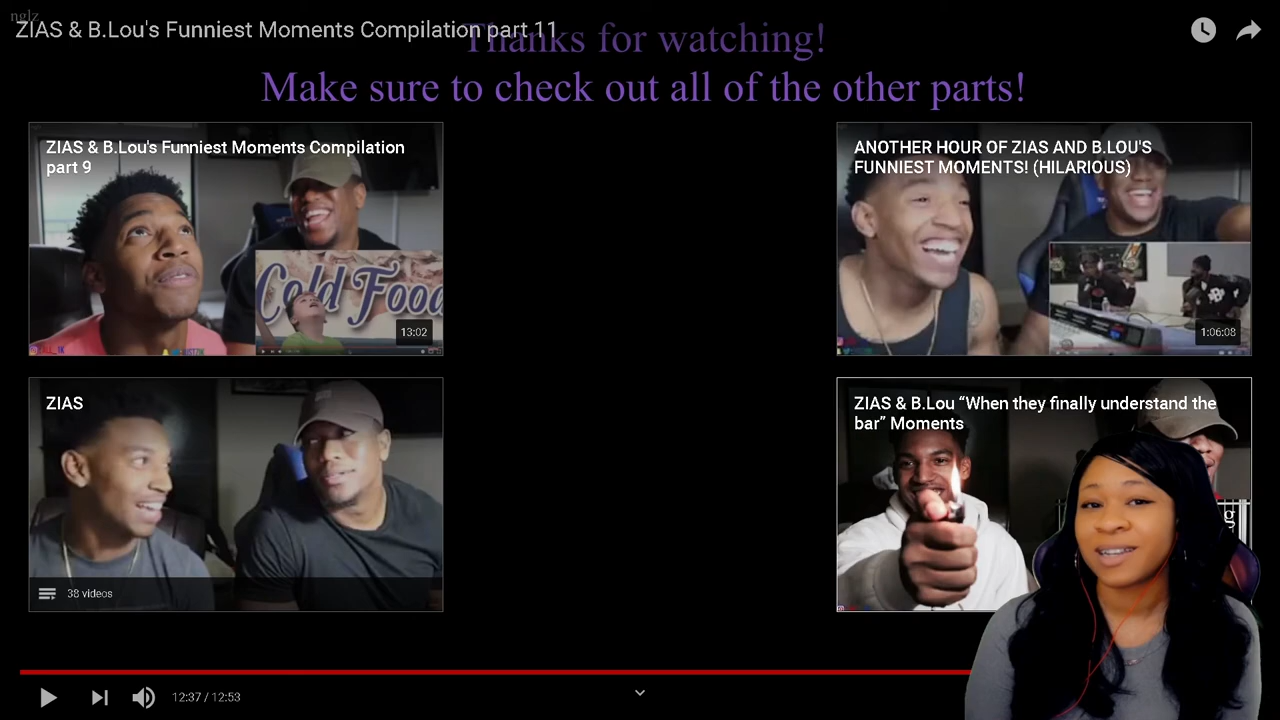 nglz
ZIAS & B.Lou's Funniest Moments Compilation part 11
Thanks for watching!
Make sure to check out all of the other parts!
ZIAS & B.Lou's Funniest Moments Compilation
part 9
Cold Food
13:02
ANOTHER HOUR OF ZIAS AND B.LOU'S
FUNNIEST MOMENTS! (HILARIOUS)
1:06:08
ZIAS
38 videos
ZIAS & B.Lou “When they finally understand the
bar” Moments
12:37 / 12:53